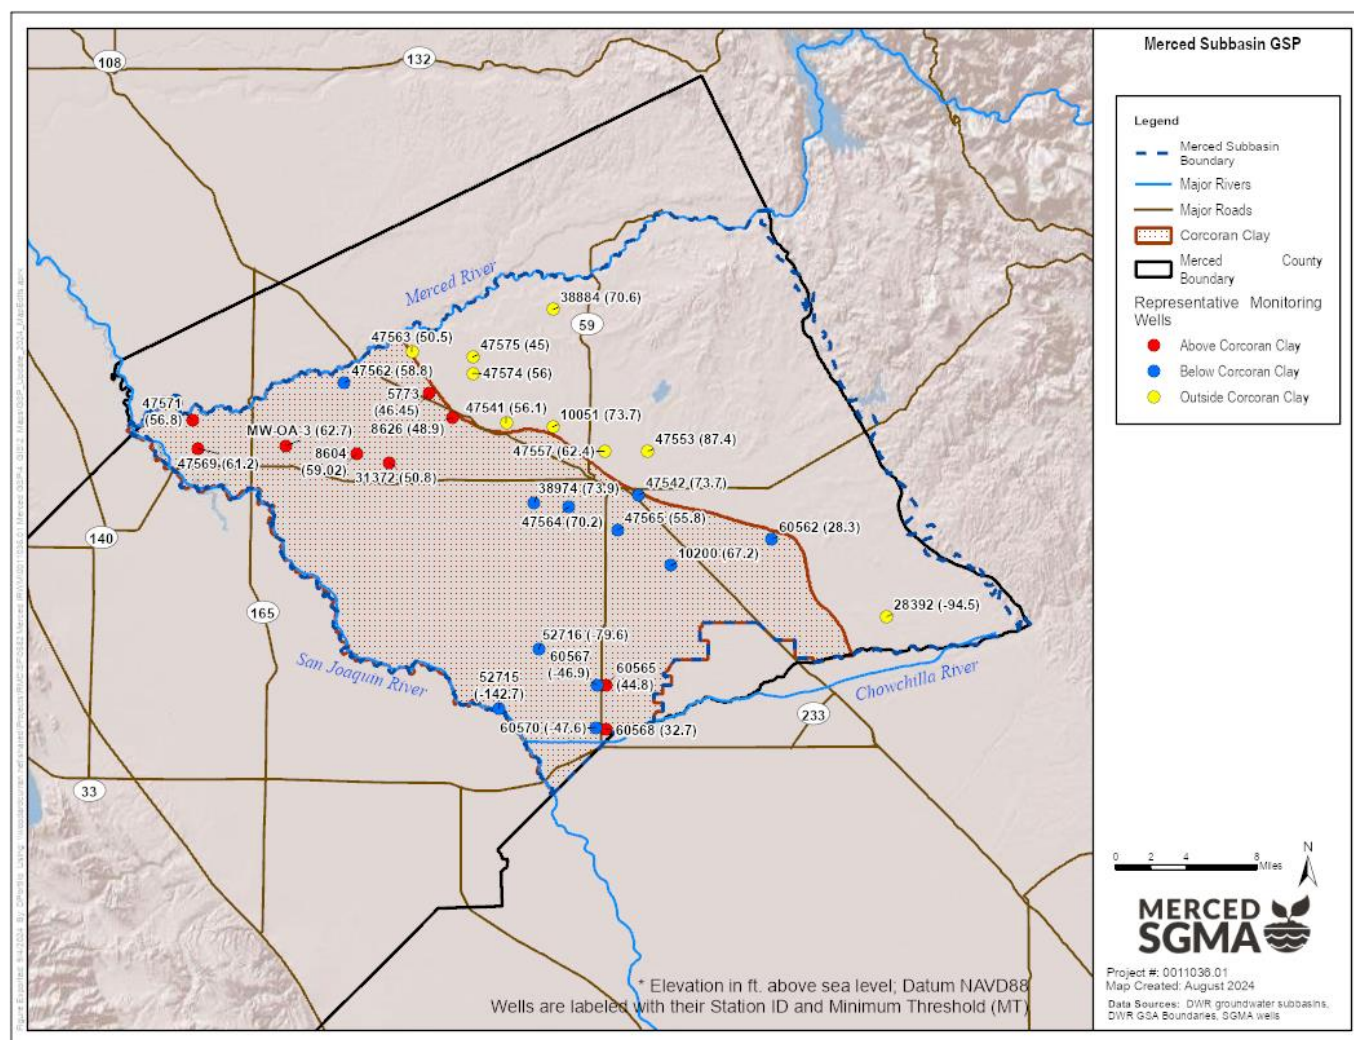 Merced Subbasin GSP
Legend
Merced Subbasin
Boundary
Major Rivers
Major Roads
Corcoran Clay
Merced County
Boundary
Representative Monitoring
Wells
Above Corcoran Clay
Below Corcoran Clay
Outside Corcoran Clay
108
132
Merced River
38884 (70.6)
59
47563 (50.5)
47575 (45)
47562 (58.8)
47574 (56)
5773
(46.45)
47571
(56.8)
47541 (56.1)
10051 (73.7)
8626 (48.9)
MW-OA-3 (62.7)
47553 (87.4)
8604
(59.02)
47557 (62.4)
47569 (61.2)
31372 (50.8)
38974 (73.9)
47542 (73.7)
47564 (70.2)
47565 (55.8)
60562 (28.3)
140
10200 (67.2)
165
28392 (-94.5)
52716 (-79.6)
60567
(-46.9)
60565
(44.8)
San Joaquin River
52715
(-142.7)
Chowchilla River
233
60570 (-47.6)
60568 (32.7)
33
0 2 4 8
Miles
N
MERCED
SGMA
* Elevation in ft. above sea level; Datum NAVD88
Wells are labeled with their Station ID and Minimum Threshold (MT)
Project #: 0011036.01
Map Created: August 2024
Data Sources: DWR groundwater subbasins,
DWR GSA Boundaries, SGMA wells